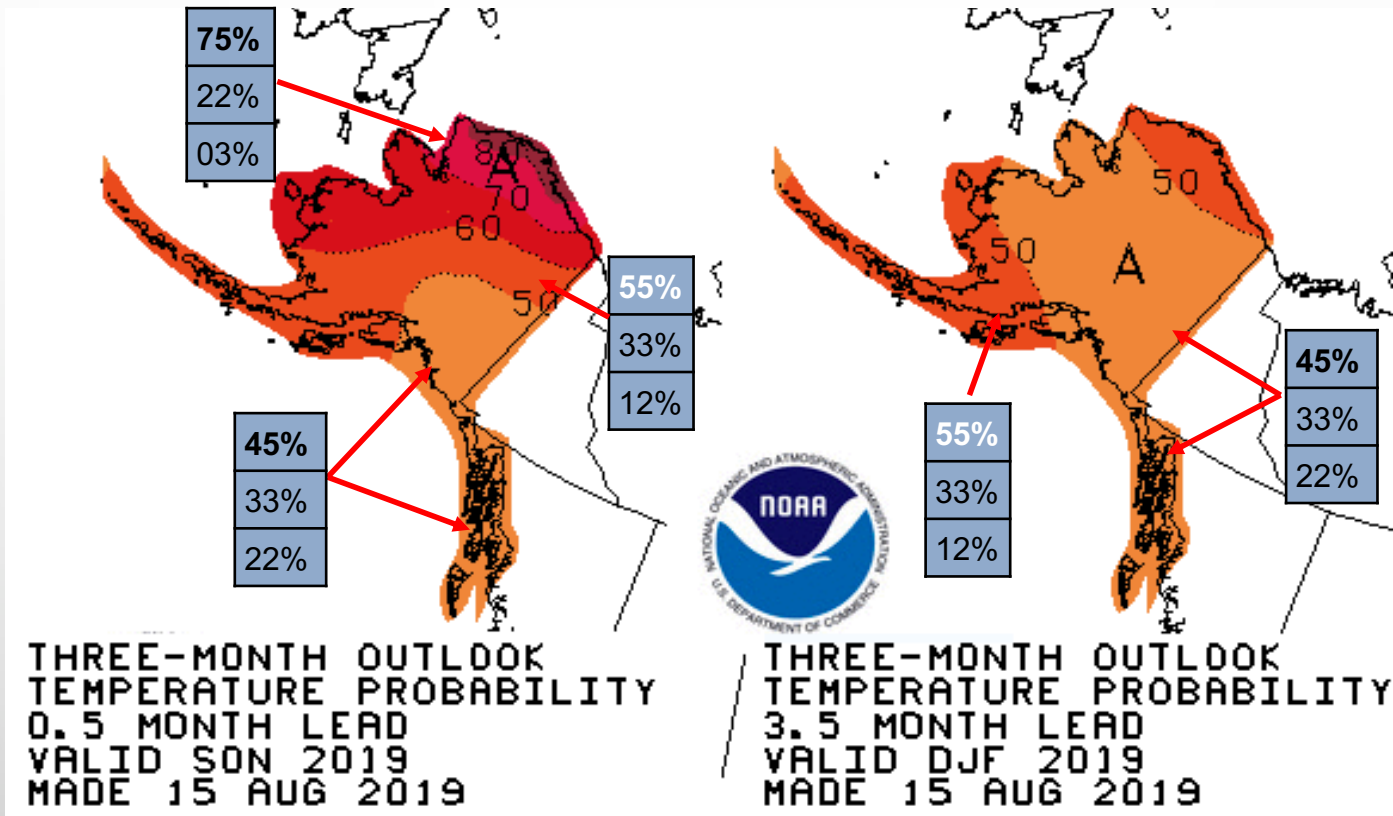 75%
22%
03%
80
A
70
60
50
55%
33%
12%
45%
33%
22%
THREE-MONTH OUTLOOK
TEMPERATURE PROBABILITY
0.5 MONTH LEAD
VALID SON 2019
MADE 15 AUG 2019
NATIONAL OCEANIC AND ATMOSPHERIC ADMINISTRATION
NOAA
U.S. DEPARTMENT OF COMMERCE
50
50
A
55%
33%
12%
45%
33%
22%
THREE-MONTH OUTLOOK
TEMPERATURE PROBABILITY
3.5 MONTH LEAD
VALID DJF 2019
MADE 15 AUG 2019